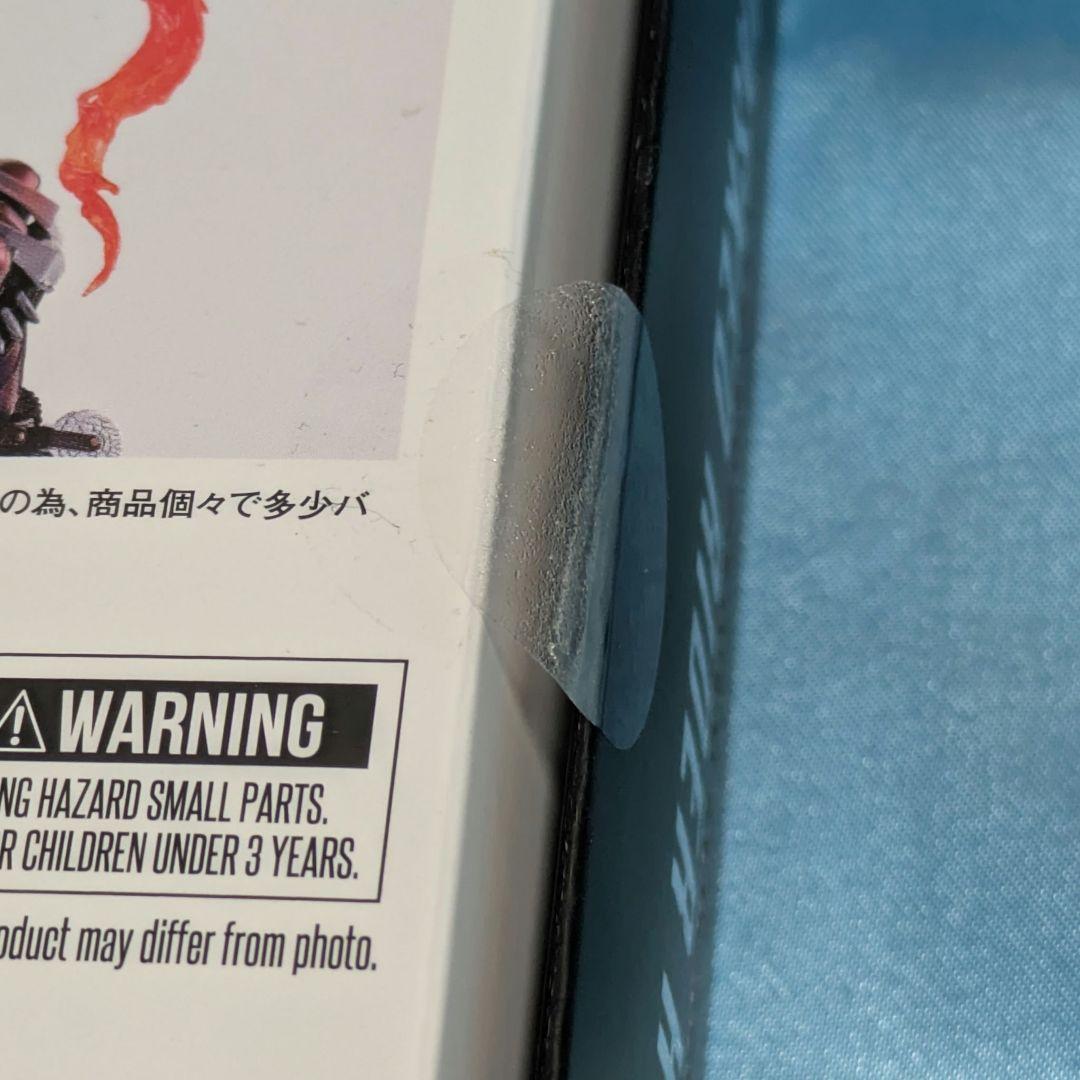 の為、商品個々で多少バ
WARNING
NG HAZARD SMALL PARTS.
R CHILDREN UNDER 3 YEARS.
oduct may differ from photo.